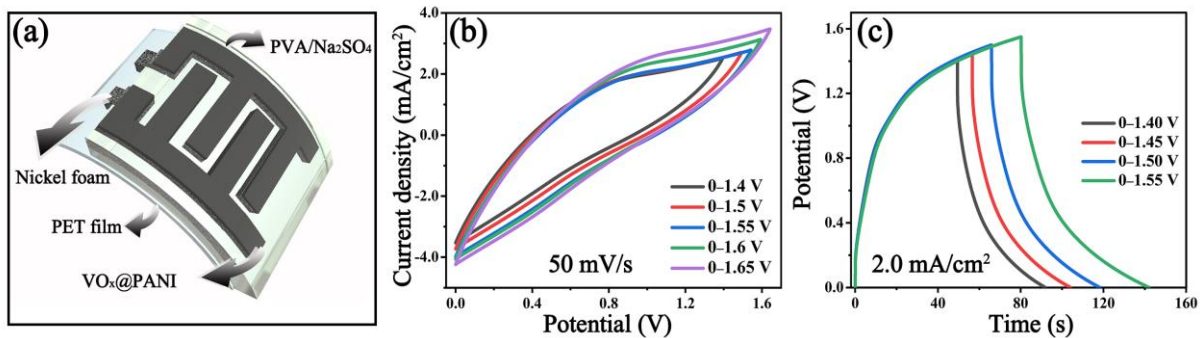 (a)
PVA/Na₂SO₄
Nickel foam
PET film
VOₓ@PANI
(b)
Current density (mA/cm²)
4.0
2.0
0.0
-2.0
-4.0
0–1.4 V
0–1.5 V
0–1.55 V
0–1.6 V
0–1.65 V
50 mV/s
0.0 0.4 0.8 1.2 1.6
Potential (V)
(c)
Potential (V)
1.6
1.2
0.8
0.4
0.0
0–1.40 V
0–1.45 V
0–1.50 V
0–1.55 V
2.0 mA/cm²
0 40 80 120 160
Time (s)